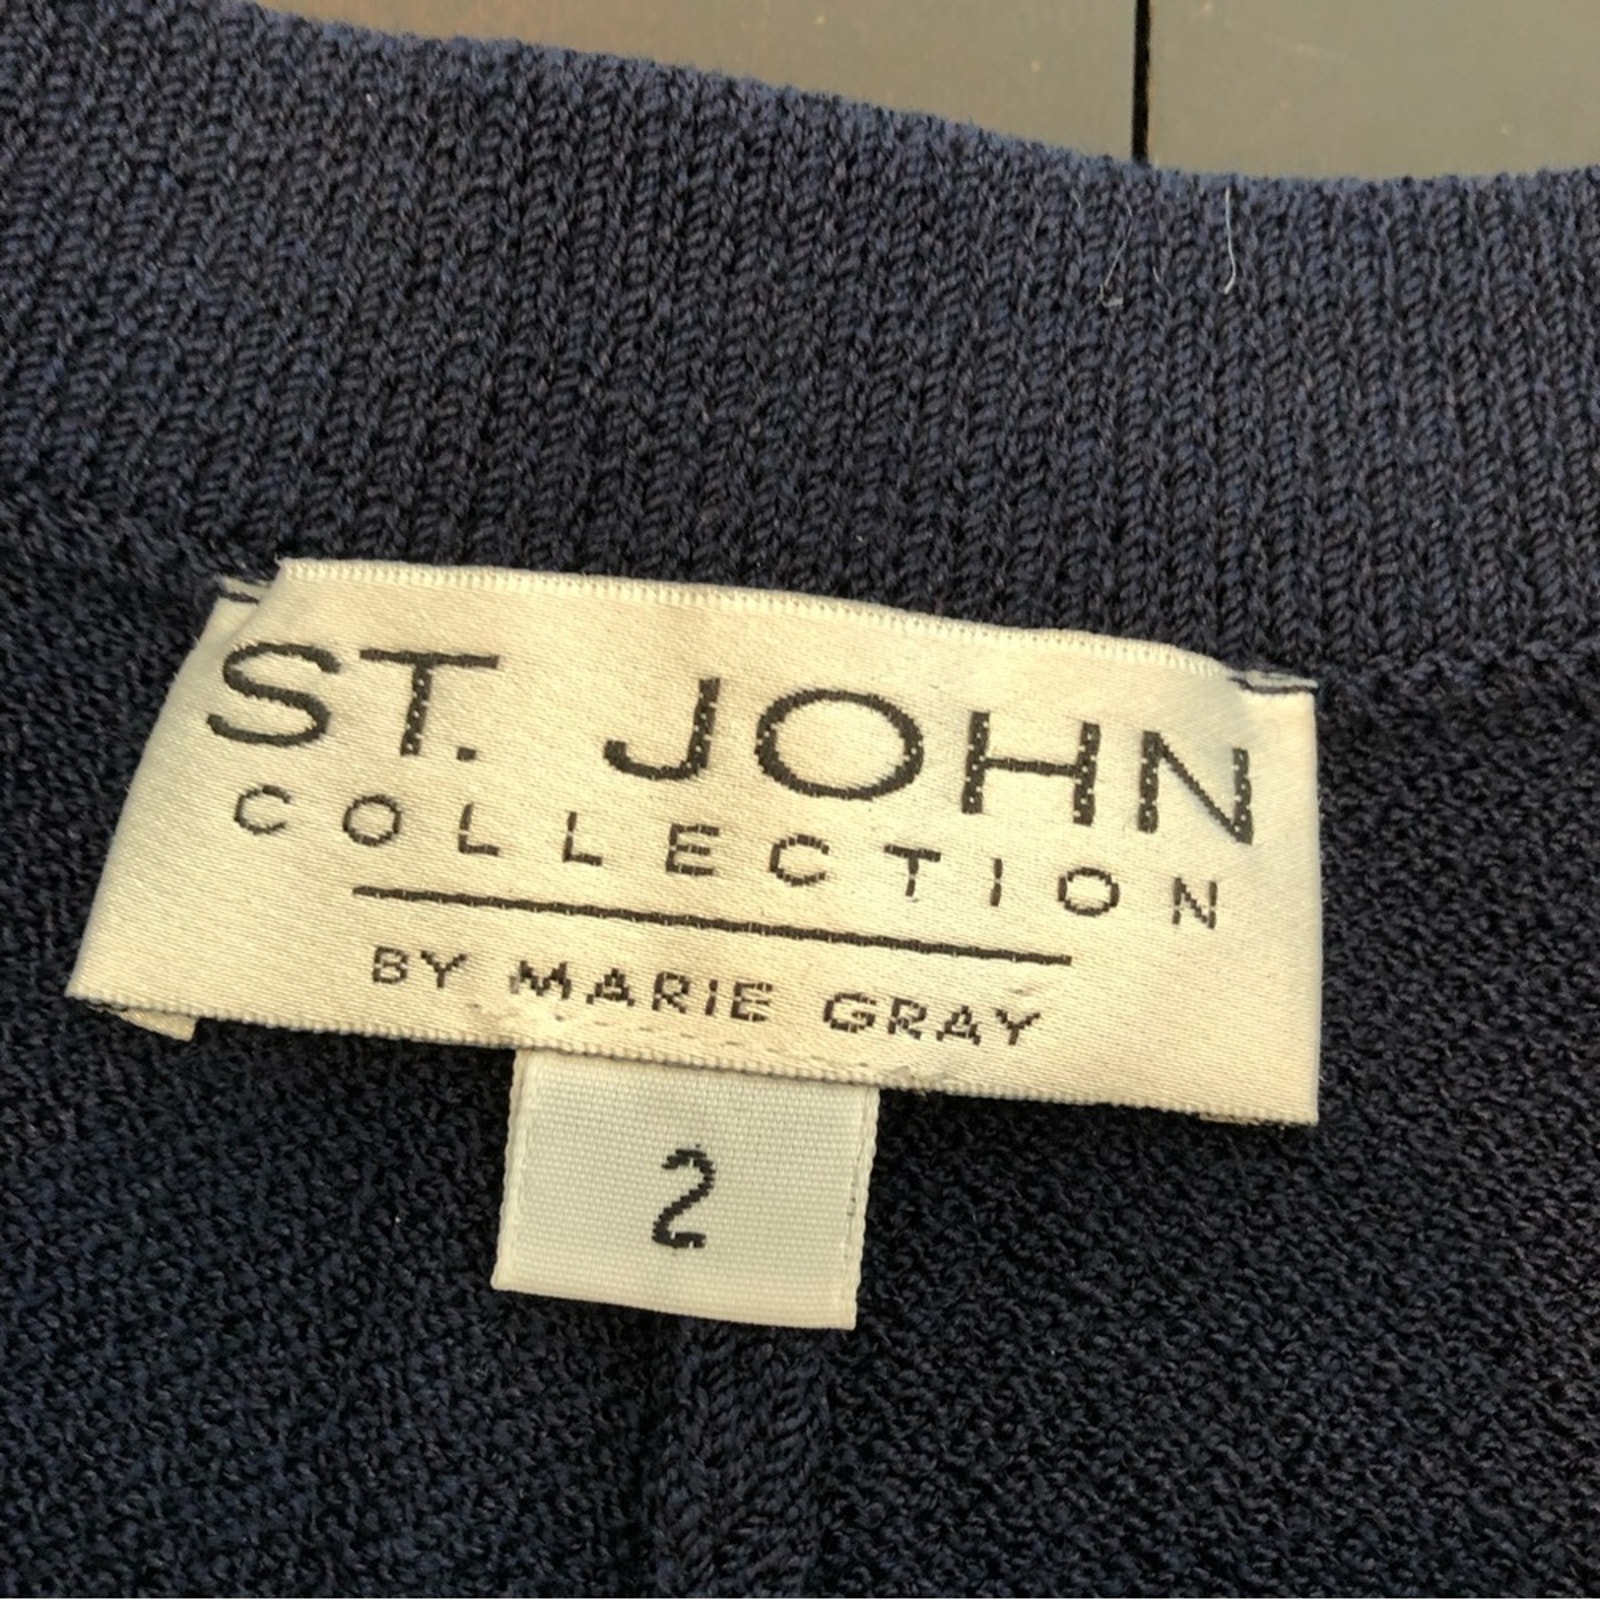 ST. JOHN
COLLECTION
BY MARIE GRAY
2